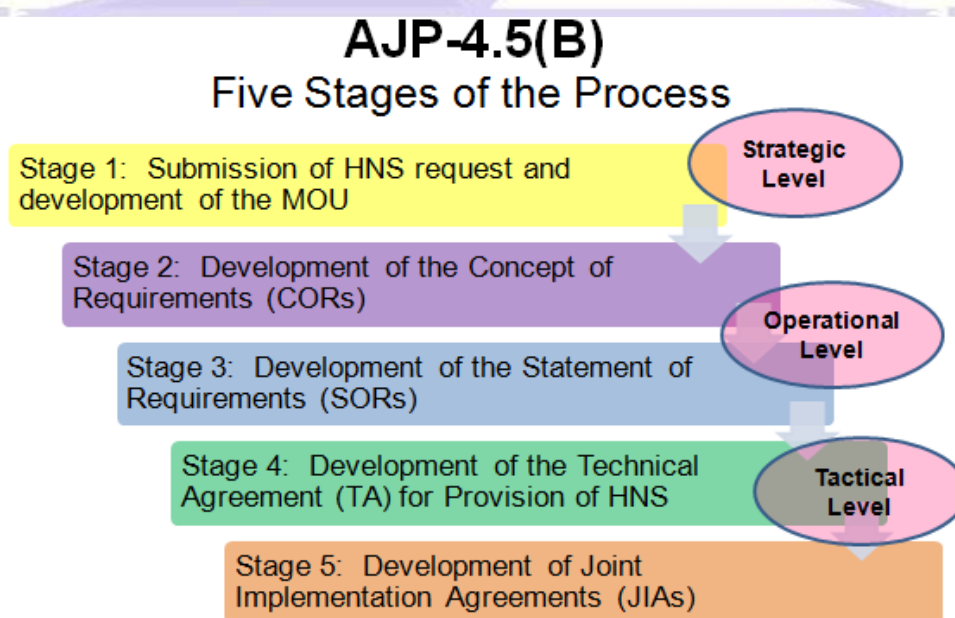 AJP-4.5(B)
Five Stages of the Process
Strategic
Level
Stage 1: Submission of HNS request and
development of the MOU
Stage 2: Development of the Concept of
Requirements (CORs)
Operational
Level
Stage 3: Development of the Statement of
Requirements (SORs)
Stage 4: Development of the Technical
Agreement (TA) for Provision of HNS
Tactical
Level
Stage 5: Development of Joint
Implementation Agreements (JIAs)